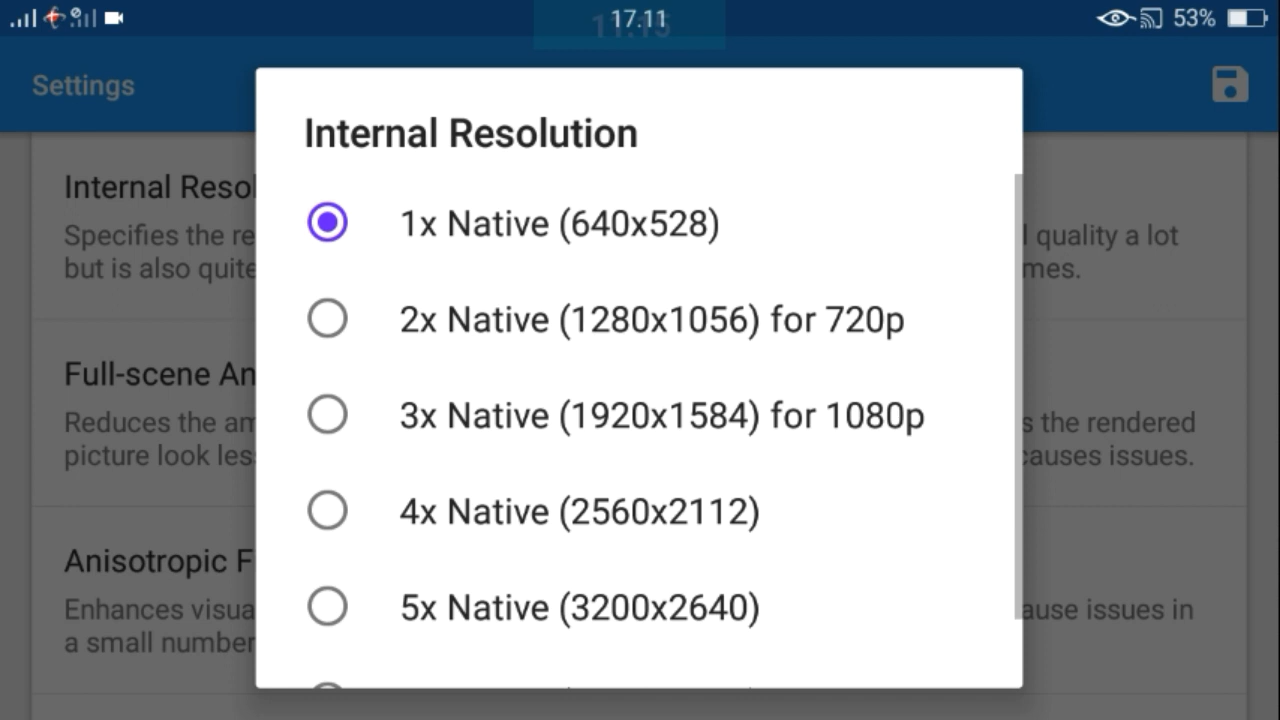 17.11
53%
Settings
Internal Resolution
1x Native (640x528)
2x Native (1280x1056) for 720p
3x Native (1920x1584) for 1080p
4x Native (2560x2112)
5x Native (3200x2640)
Internal Resol
Specifies the re
l quality a lot
but is also quite
mes.
Full-scene An
Reduces the am
s the rendered
picture look les
causes issues.
Anisotropic F
Enhances visua
ause issues in
a small number